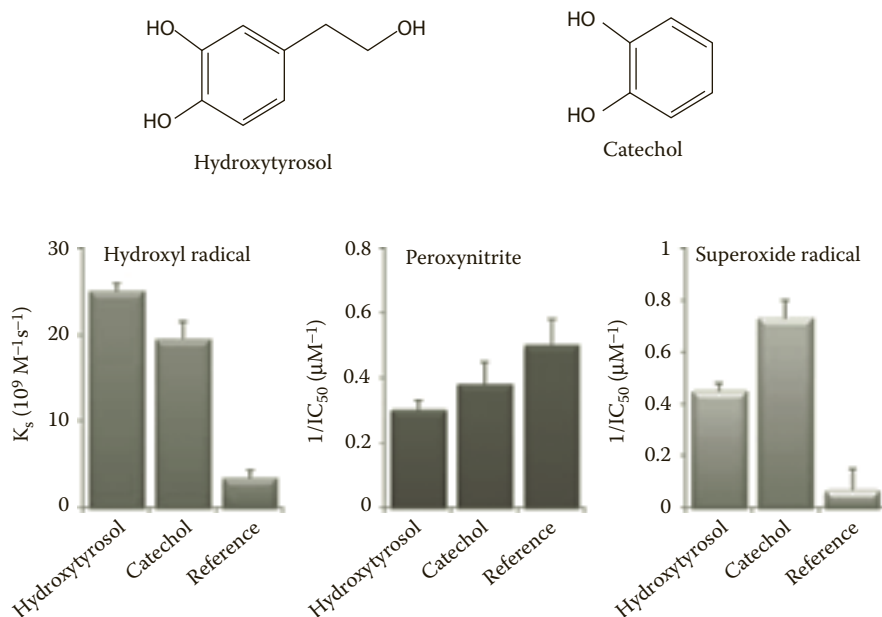 HO
OH
HO
Hydroxytyrosol
HO
HO
Catechol
30
20
10
0
Kₛ (10⁹ M⁻¹s⁻¹)
Hydroxyl radical
Hydroxytyrosol
Catechol
Reference
0.8
0.6
0.4
0.2
0
1/IC₅₀ (µM⁻¹)
Peroxynitrite
Hydroxytyrosol
Catechol
Reference
1
0.8
0.6
0.4
0.2
0
1/IC₅₀ (µM⁻¹)
Superoxide radical
Hydroxytyrosol
Catechol
Reference